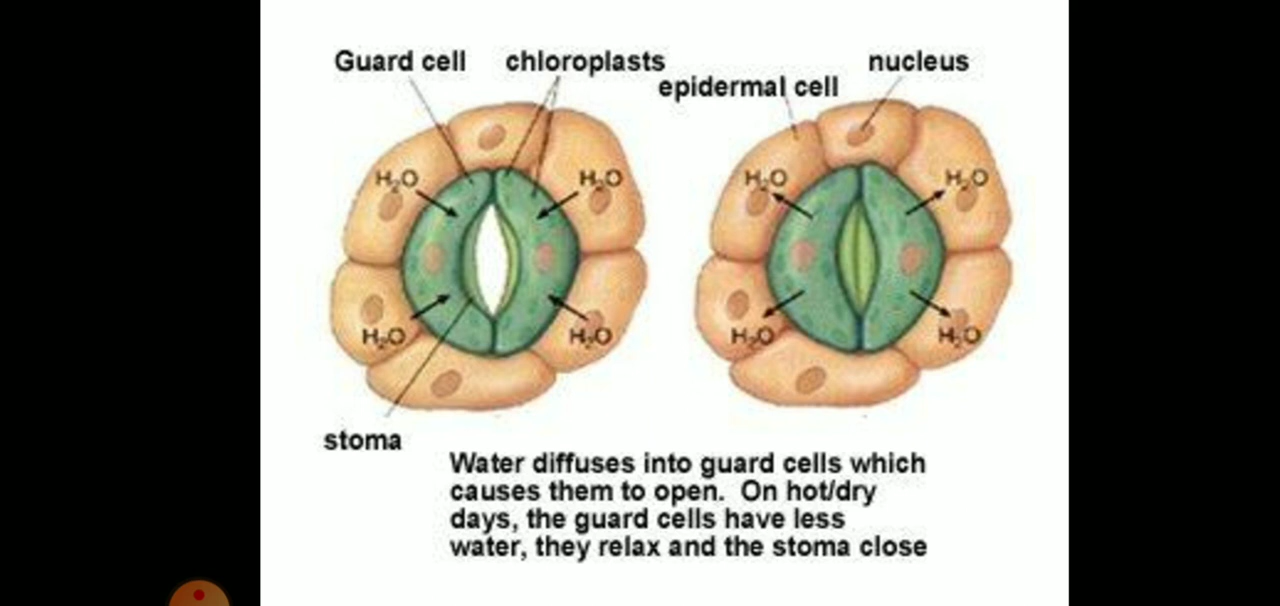 Guard cell
chloroplasts
epidermal cell
nucleus
H₂O
H₂O
H₂O
H₂O
H₂O
H₂O
H₂O
H₂O
stoma
Water diffuses into guard cells which
causes them to open. On hot/dry
days, the guard cells have less
water, they relax and the stoma close